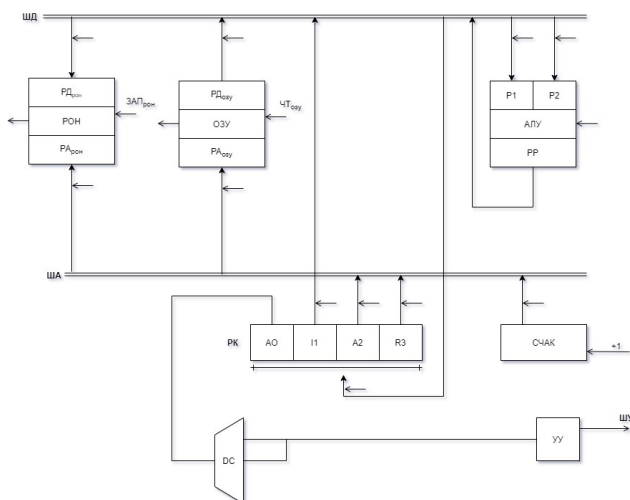 ШД
РДрон
ЗАПрон
РОН
РАрон
РДозу
ЧТозу
ОЗУ
РАозу
Р1
Р2
АЛУ
РР
ША
РК
АО
I1
А2
R3
СЧАК
+1
DC
УУ
ШУ